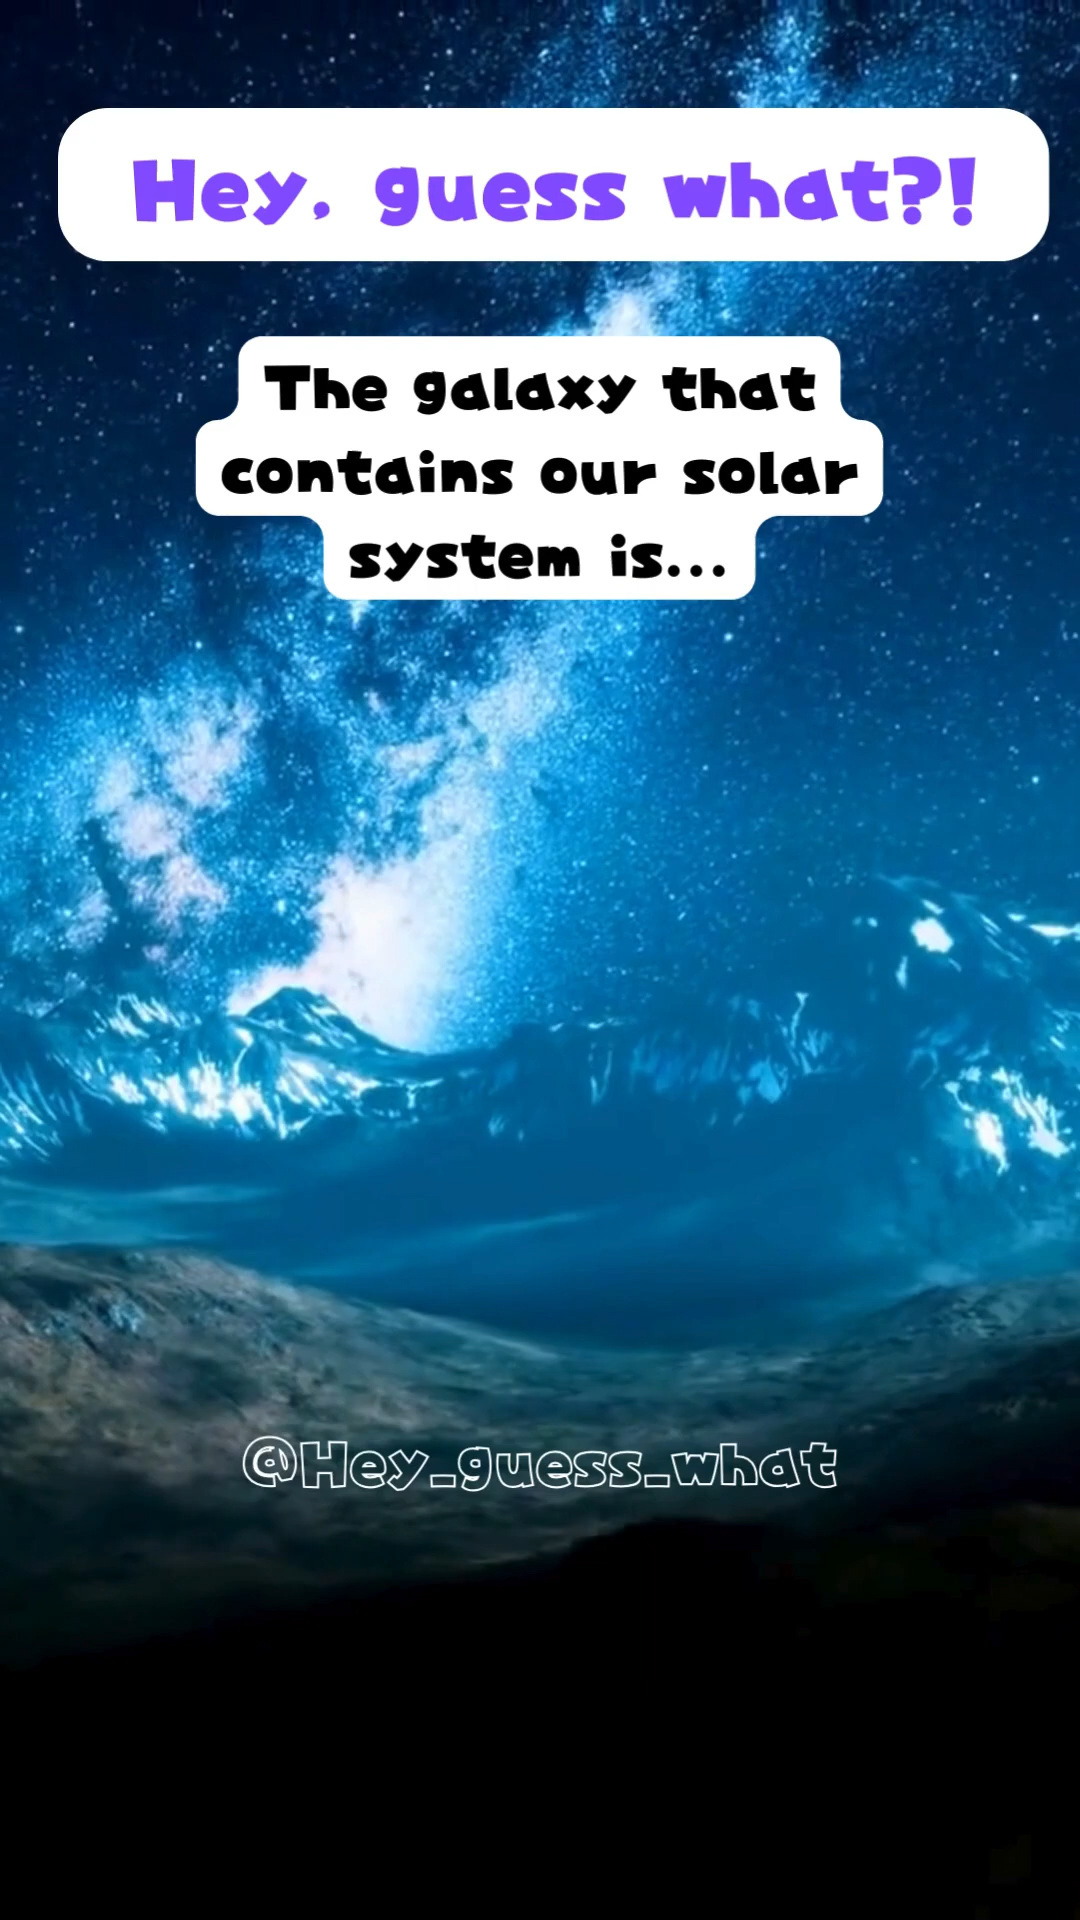 Hey, guess what?!
The galaxy that
contains our solar
system is...
@Hey_guess_what